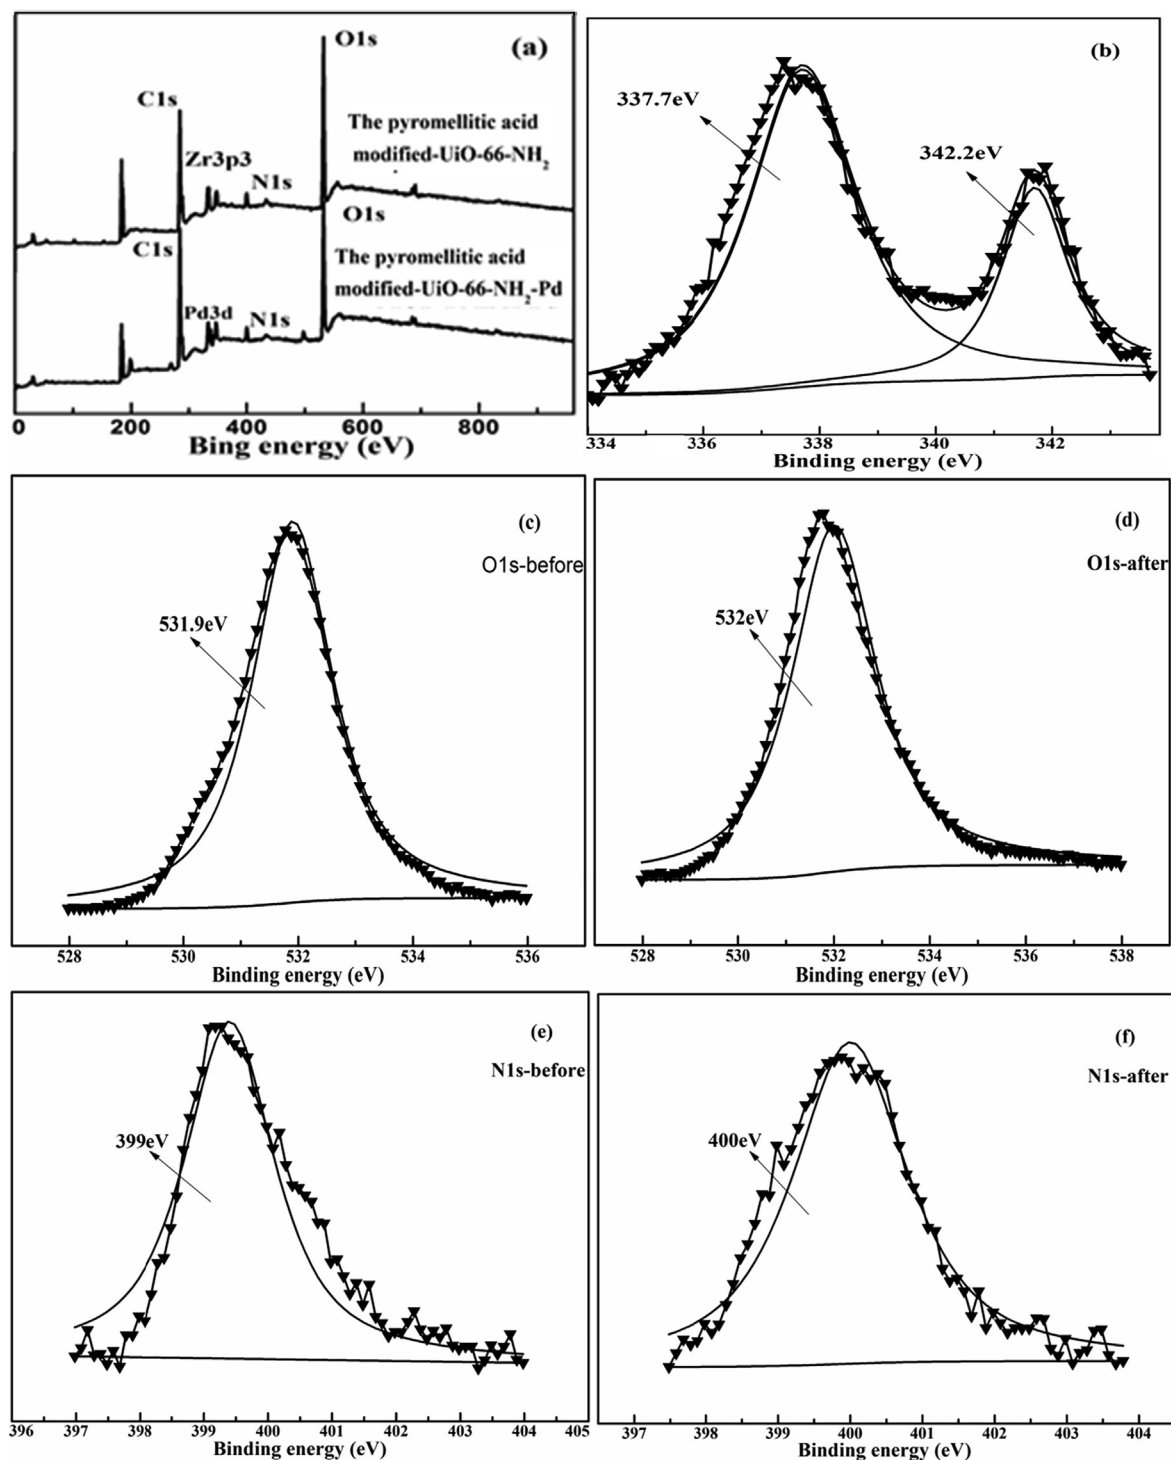 (a)
O1s
C1s
The pyromellitic acid
modified-UiO-66-NH2
Zr3p3
N1s
O1s
C1s
The pyromellitic acid
modified-UiO-66-NH2-Pd
Pd3d
N1s
0 200 400 600 800
Bing energy (eV)
(b)
337.7eV
342.2eV
334 336 338 340 342
Binding energy (eV)
(c)
O1s-before
531.9eV
528 530 532 534 536
Binding energy (eV)
(d)
O1s-after
532eV
528 530 532 534 536 538
Binding energy (eV)
(e)
N1s-before
399eV
396 397 398 399 400 401 402 403 404 405
Binding energy (eV)
(f)
N1s-after
400eV
397 398 399 400 401 402 403 404
Binding energy (eV)